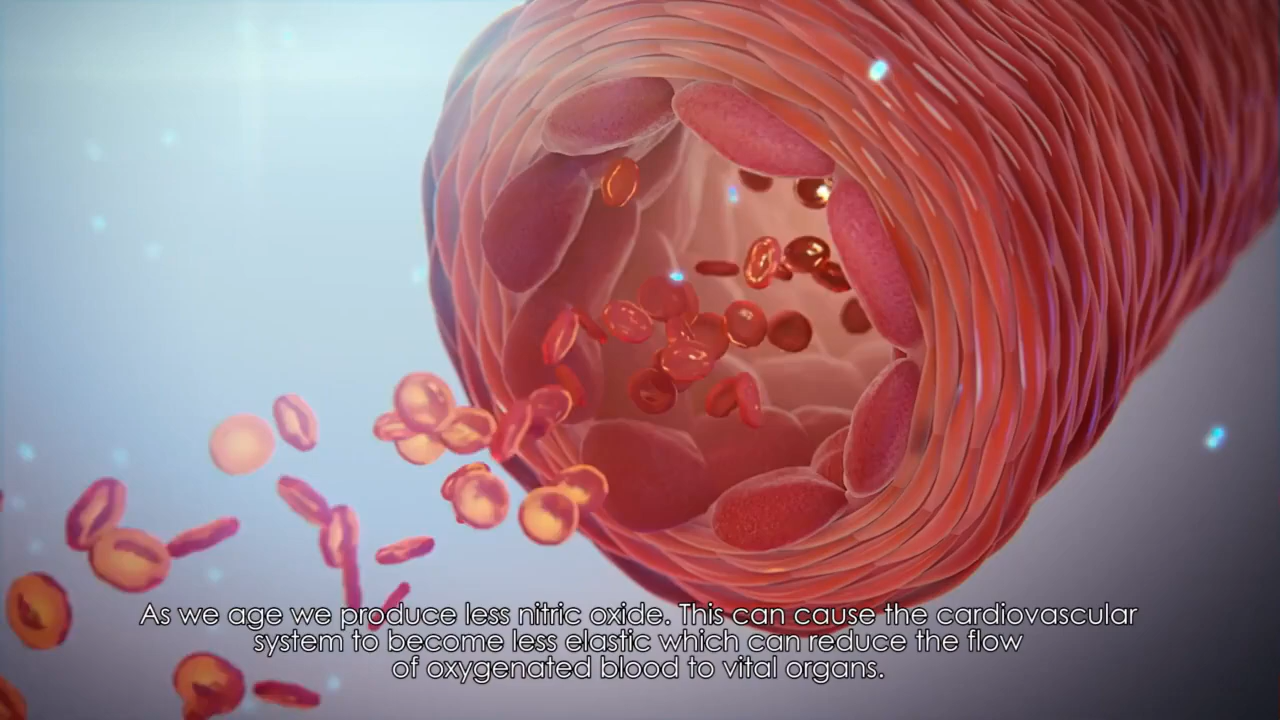 As we age we produce less nitric oxide. This can cause the cardiovascular
system to become less elastic which can reduce the flow
of oxygenated blood to vital organs.